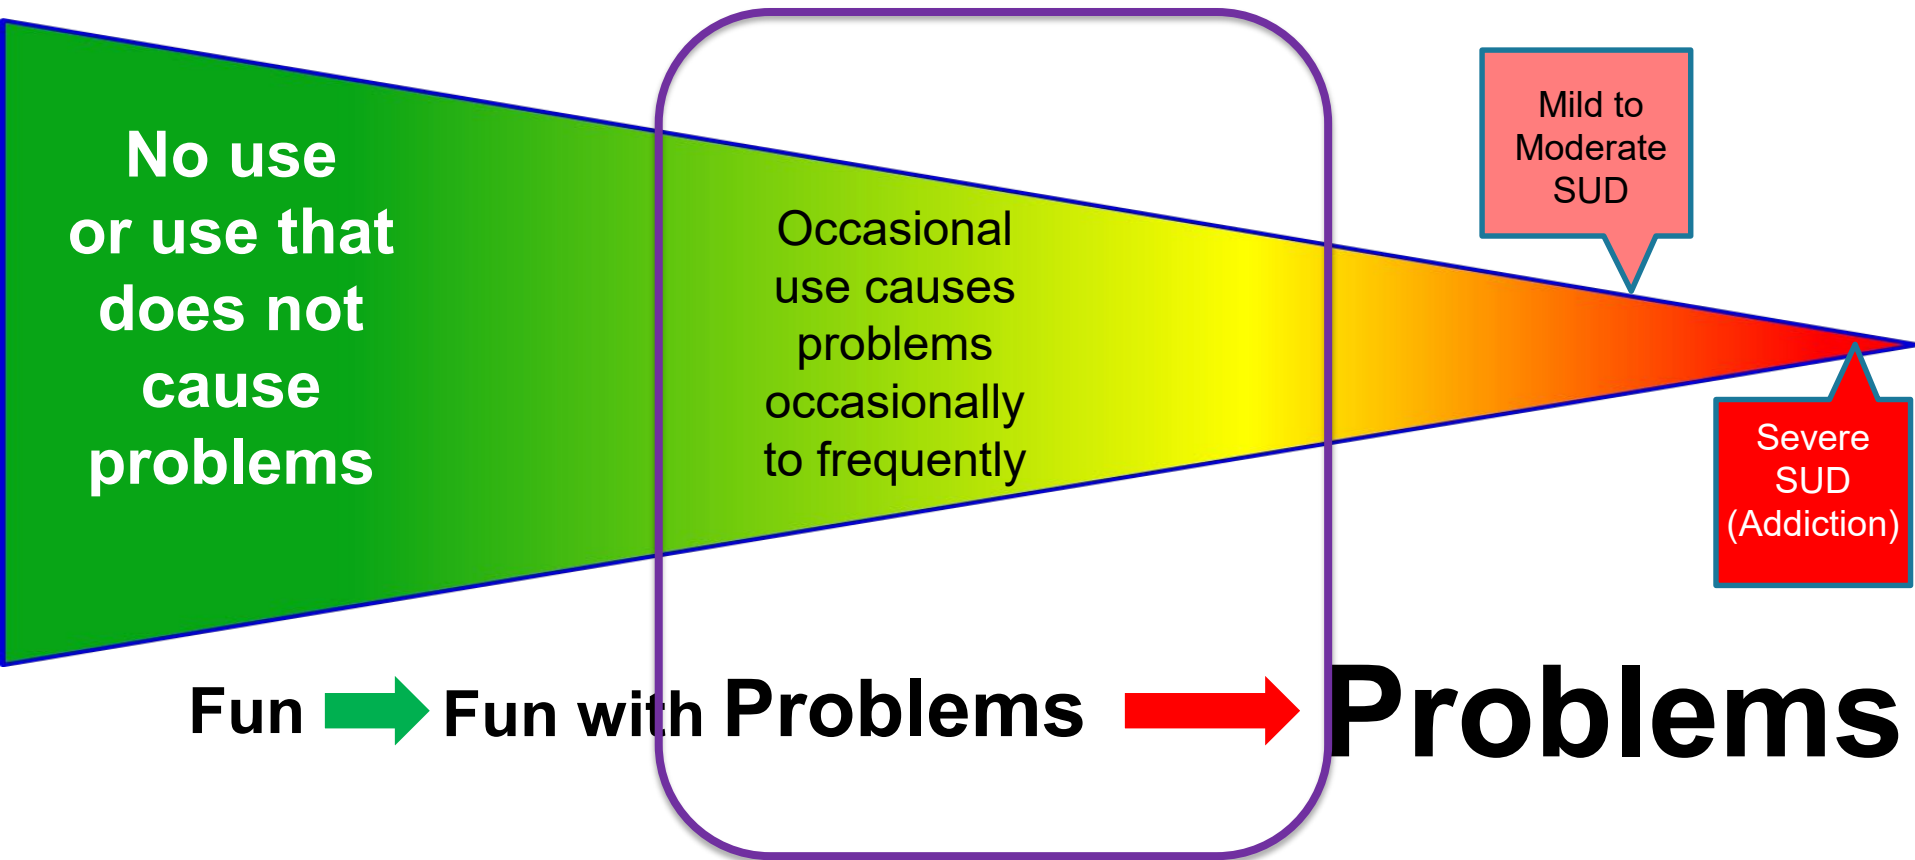 No use
or use that
does not
cause
problems
Occasional
use causes
problems
occasionally
to frequently
Mild to
Moderate
SUD
Severe
SUD
(Addiction)
Fun Fun with Problems Problems